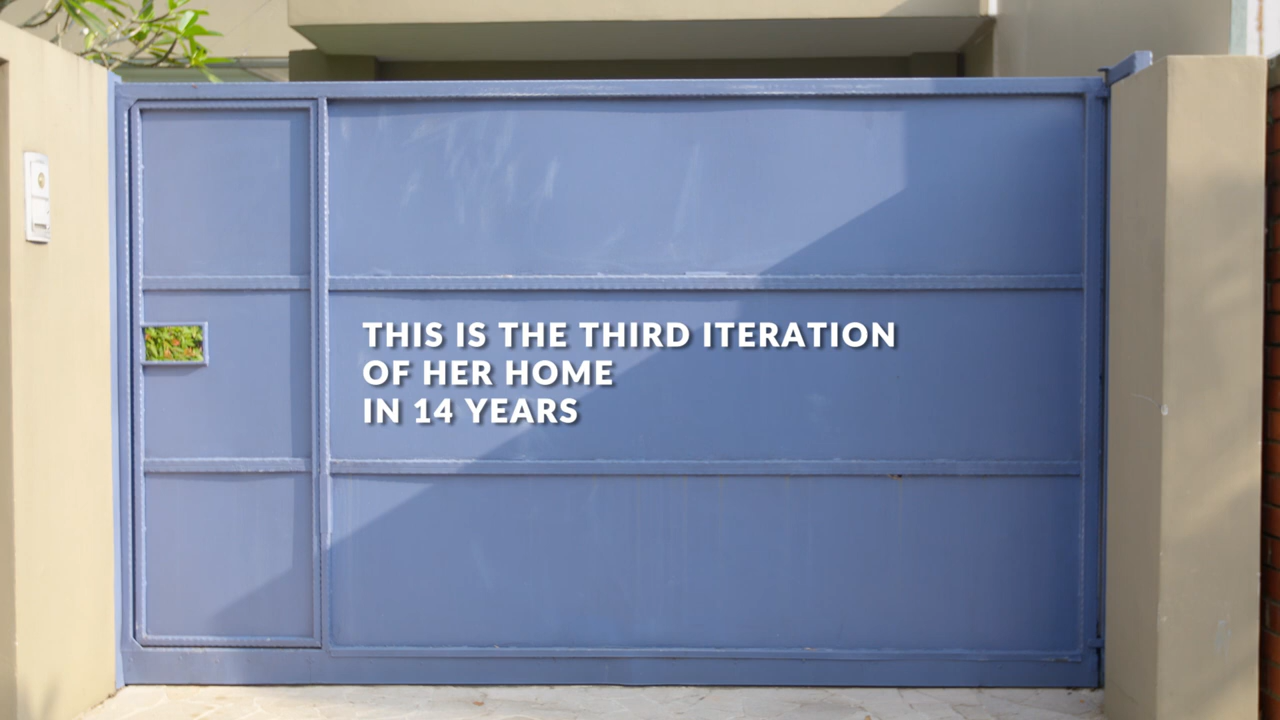 THIS IS THE THIRD ITERATION
OF HER HOME
IN 14 YEARS